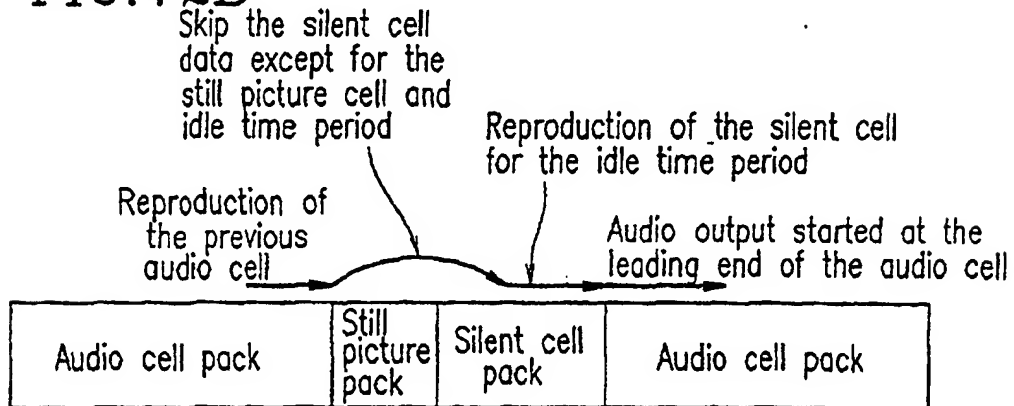 Skip the silent cell
data except for the
still picture cell and
idle time period
Reproduction of the silent cell
for the idle time period
Reproduction of
the previous
audio cell
Audio output started at the
leading end of the audio cell
Audio cell pack
Still
picture
pack
Silent cell
pack
Audio cell pack